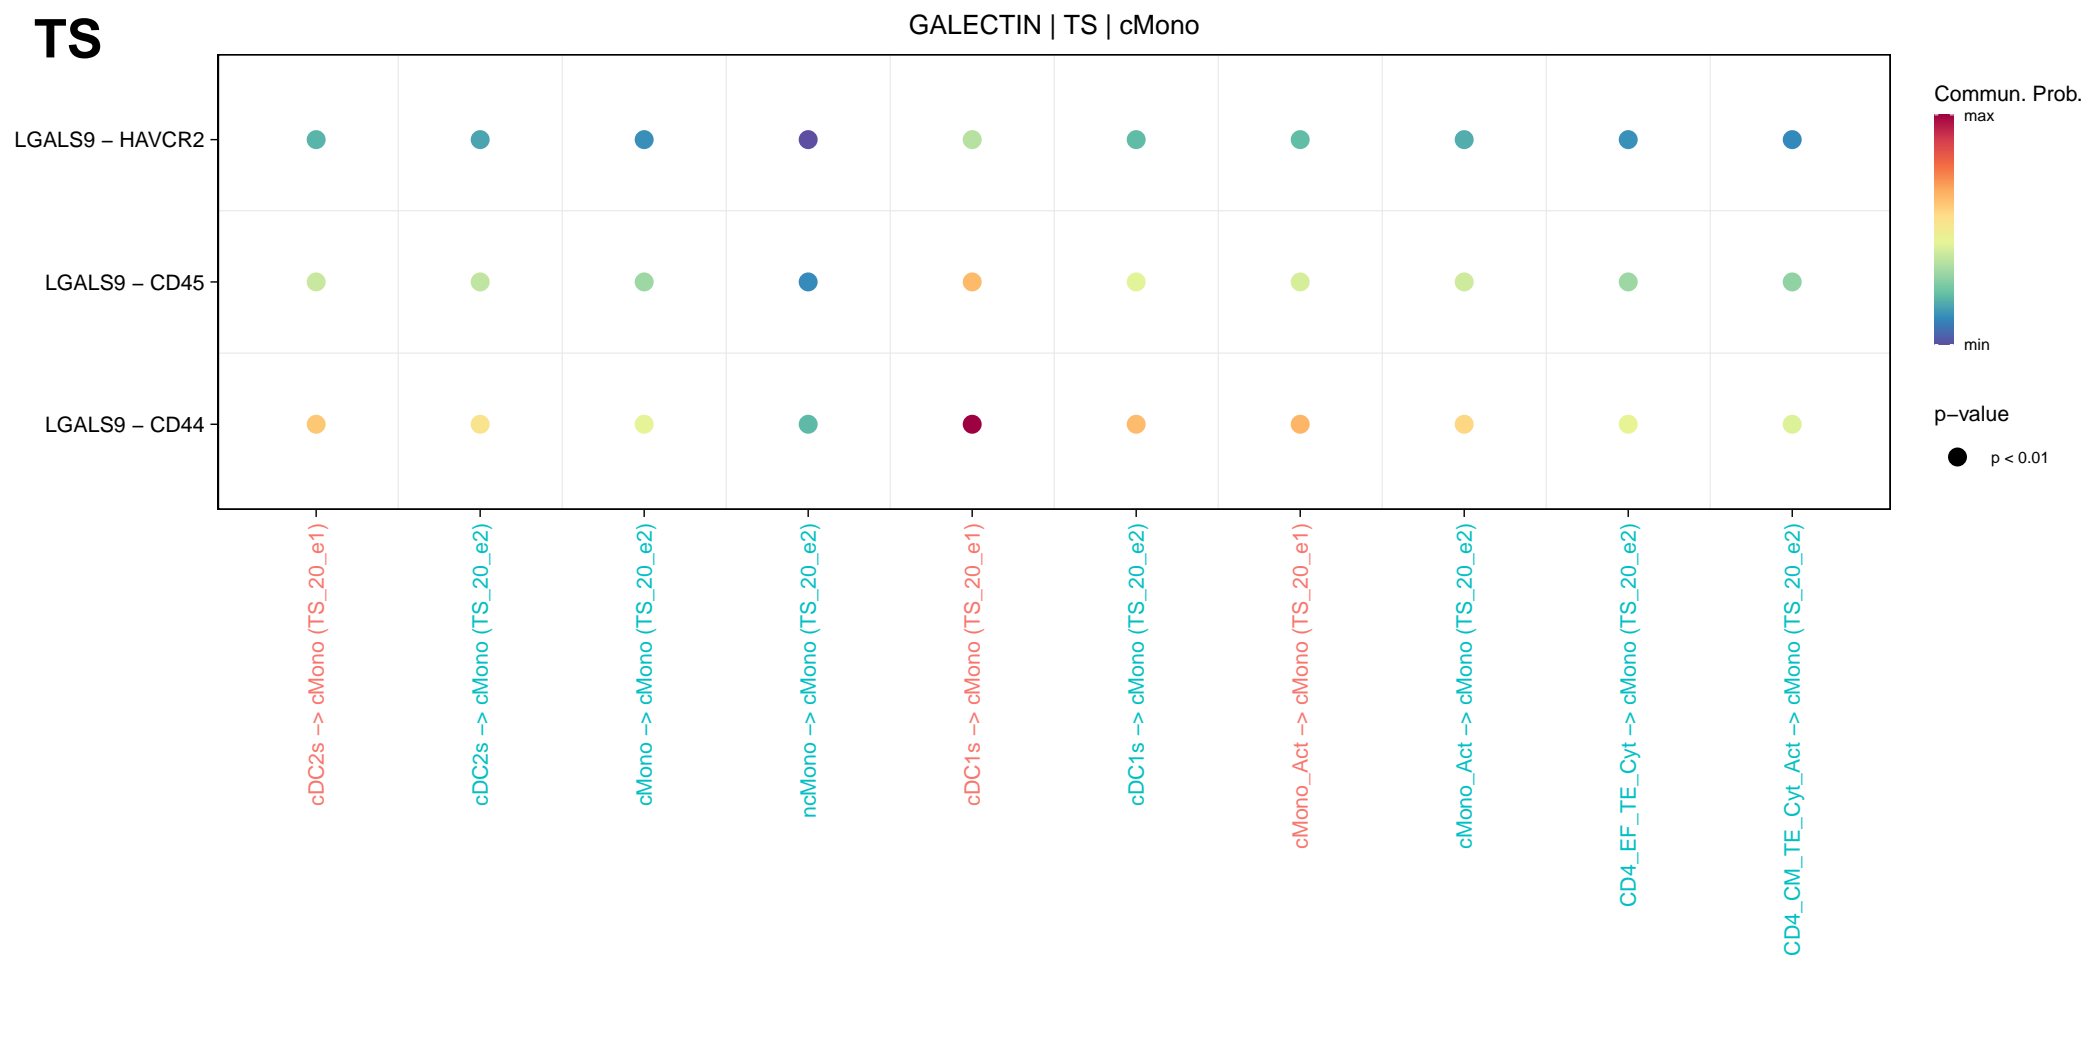 TS
GALECTIN | TS | cMono
LGALS9 – HAVCR2
LGALS9 – CD45
LGALS9 – CD44
cDC2s –> cMono (TS_20_e1)
cDC2s –> cMono (TS_20_e2)
cMono –> cMono (TS_20_e2)
ncMono –> cMono (TS_20_e2)
cDC1s –> cMono (TS_20_e1)
cDC1s –> cMono (TS_20_e2)
cMono_Act –> cMono (TS_20_e1)
cMono_Act –> cMono (TS_20_e2)
CD4_EF_TE_Cyt –> cMono (TS_20_e2)
CD4_CM_TE_Cyt_Act –> cMono (TS_20_e2)
Commun. Prob.
max
min
p–value
p < 0.01